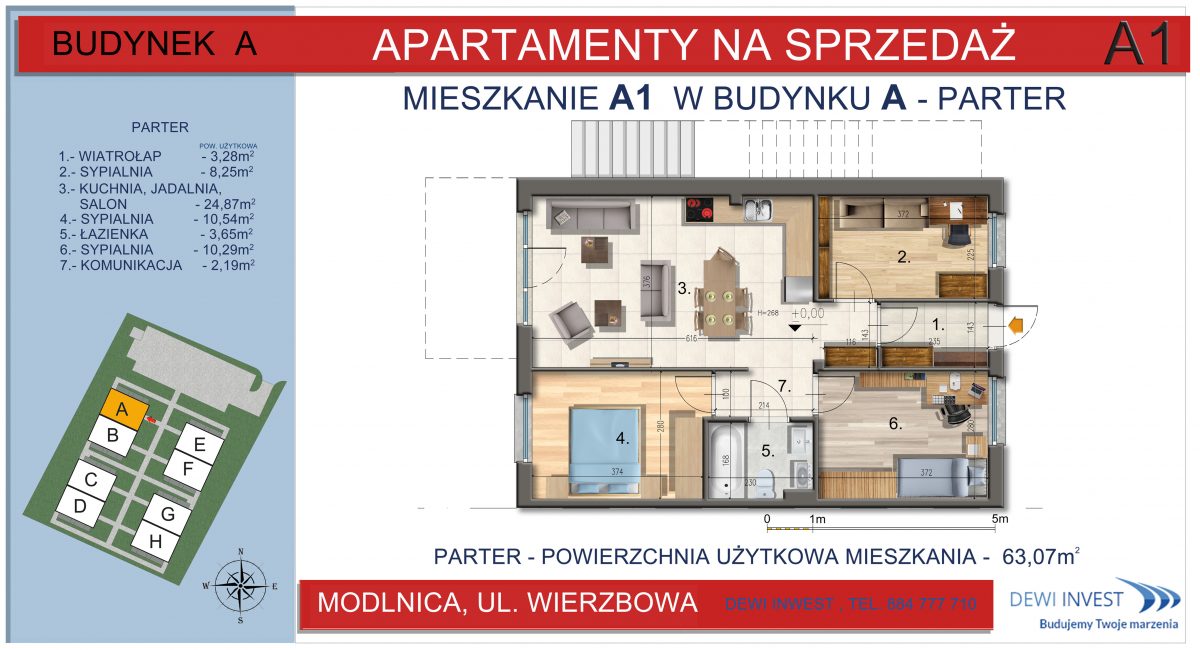 BUDYNEK A
APARTAMENTY NA SPRZEDAŻ
A1
MIESZKANIE A1 W BUDYNKU A - PARTER
PARTER
POW. UŻYTKOWA
1.- WIATROŁAP - 3,28m²
2.- SYPIALNIA - 8,25m²
3.- KUCHNIA, JADALNIA,
SALON - 24,87m²
4.- SYPIALNIA - 10,54m²
5.- ŁAZIENKA - 3,65m²
6.- SYPIALNIA - 10,29m²
7.- KOMUNIKACJA - 2,19m²
A
B
C
D
E
F
G
H
N
W E
S
372
2.
225
376
3.
H=268
+0,00
616
143
116
1.
235
143
7.
100
214
4.
280
374
5.
168
230
6.
280
372
0 1m 5m
PARTER - POWIERZCHNIA UŻYTKOWA MIESZKANIA - 63,07m²
MODLNICA, UL. WIERZBOWA
DEWI INWEST , TEL. 884 777 710
DEWI INVEST
Budujemy Twoje marzenia